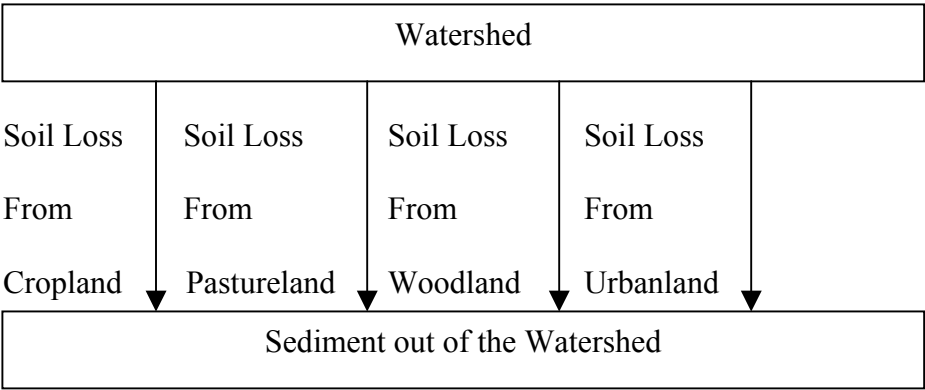 Watershed
Soil Loss
From
Cropland
Soil Loss
From
Pastureland
Soil Loss
From
Woodland
Soil Loss
From
Urbanland
Sediment out of the Watershed